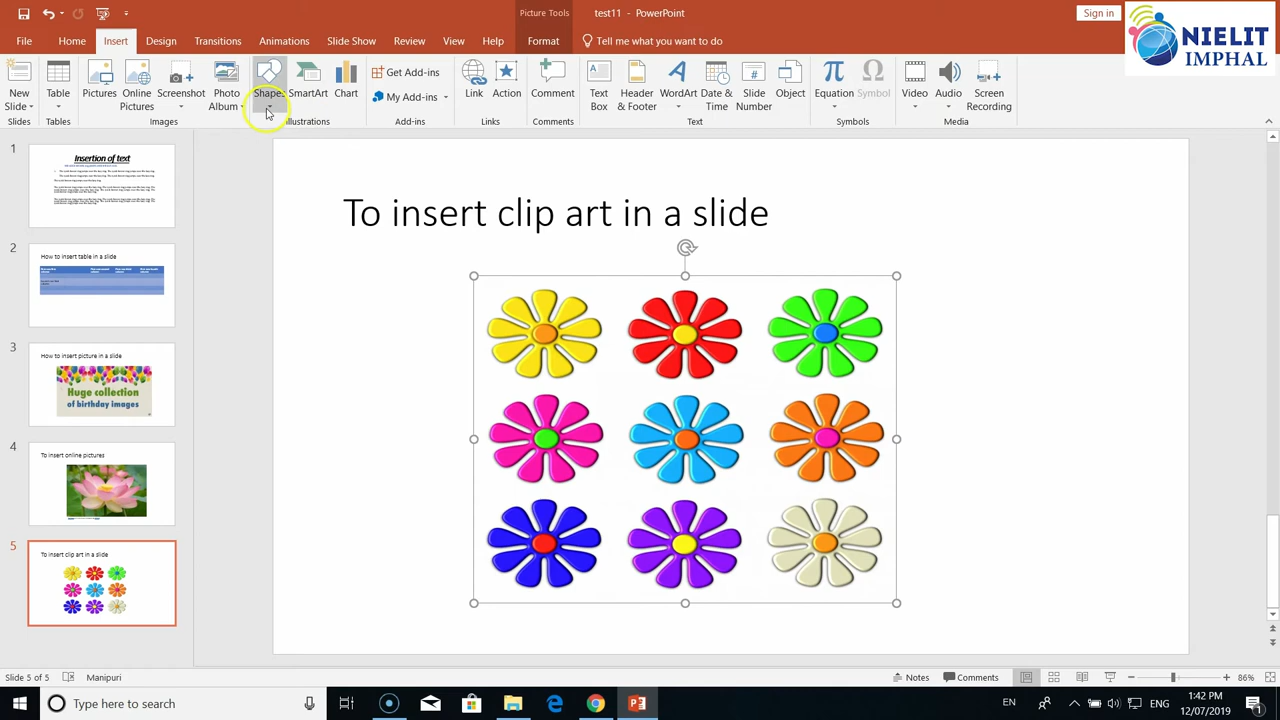 test11 - PowerPoint
Picture Tools
Sign in
NIELIT
IMPHAL
File Home Insert Design Transitions Animations Slide Show Review View Help Format Tell me what you want to do
New Slide
Table
Pictures
Online Pictures
Screenshot
Photo Album
Shapes
SmartArt
Chart
Get Add-ins
My Add-ins
Link
Action
Comment
Text Box
Header & Footer
WordArt
Date & Time
Slide Number
Object
Equation
Symbol
Video
Audio
Screen Recording
Slides Tables Images Illustrations Add-ins Links Comments Text Symbols Media
1
Insertion of text
2
How to insert table in a slide
3
How to insert picture in a slide
Huge collection
of birthday images
4
To insert online pictures
5
To insert clip art in a slide
To insert clip art in a slide
Slide 5 of 5 Manipuri Notes Comments 86%
Type here to search
EN ENG 1:42 PM
12/07/2019
1